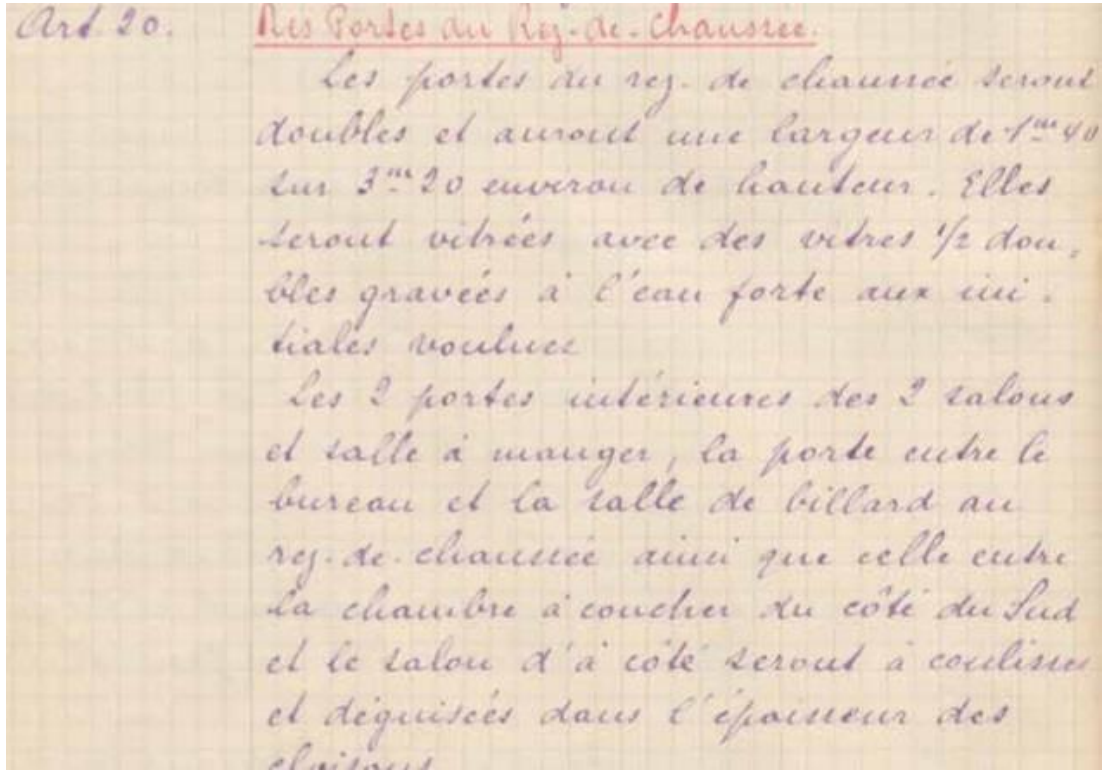 Art. 20. Des Portes du Rez-de-Chaussée.
Les portes du rez-de chaussée seront
doubles et auront une largeur de 1m40
sur 3m20 environ de hauteur. Elles
seront vitrées avec des vitres 1/2 dou-
bles gravées à l'eau forte aux ini-
tiales voulues
Les 2 portes intérieures des 2 salons
et salle à manger, la porte entre le
bureau et la salle de billard au
rez-de-chaussée ainsi que celle entre
la chambre à coucher du côté du Sud
et le salon d'à côté seront à coulisses
et déguisées dans l'épaisseur des
cloisons